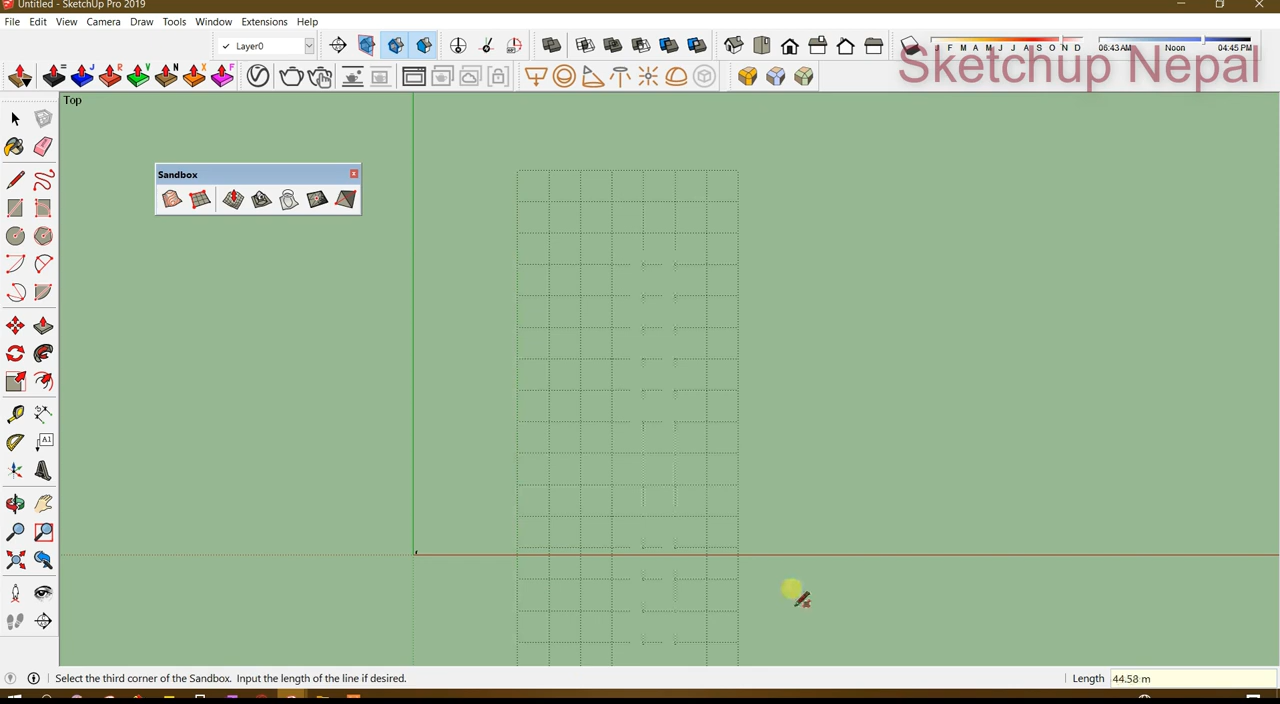 Untitled - SketchUp Pro 2019
File Edit View Camera Draw Tools Window Extensions Help
Layer0
J F M A M J J A S O N D
06:43 AM Noon 04:45 PM
Sketchup Nepal
= J R V N X F
Top
Sandbox
A1
Select the third corner of the Sandbox. Input the length of the line if desired.
Length 44.58 m